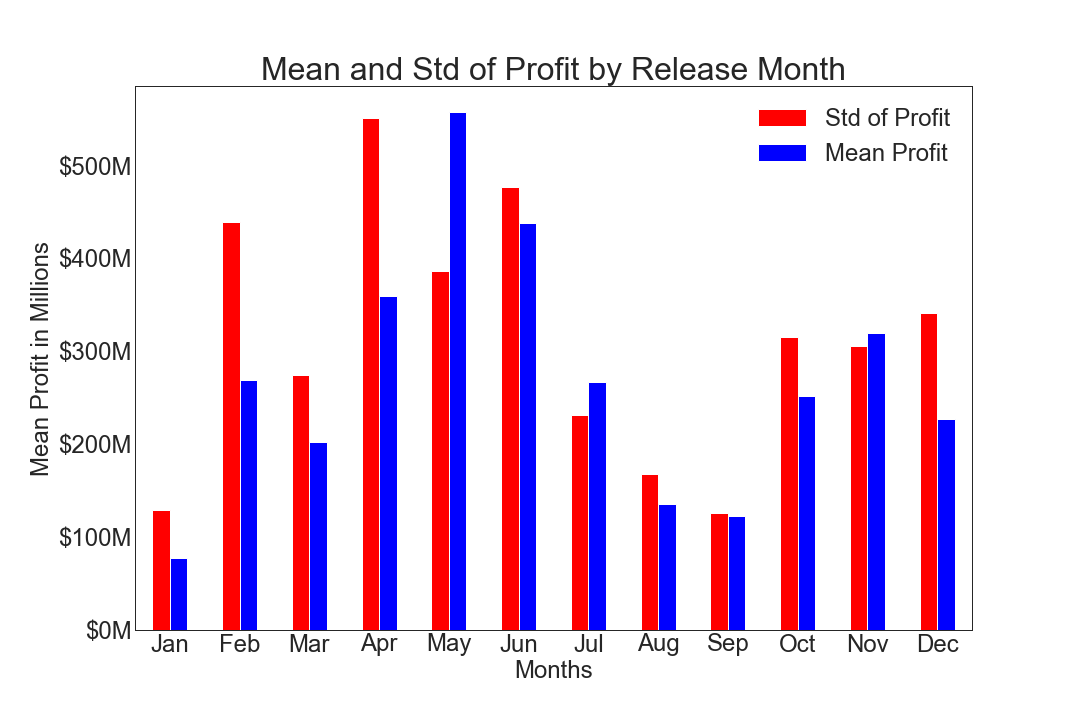 Mean and Std of Profit by Release Month
Std of Profit
Mean Profit
Mean Profit in Millions
$500M
$400M
$300M
$200M
$100M
$0M
Jan Feb Mar Apr May Jun Jul Aug Sep Oct Nov Dec
Months